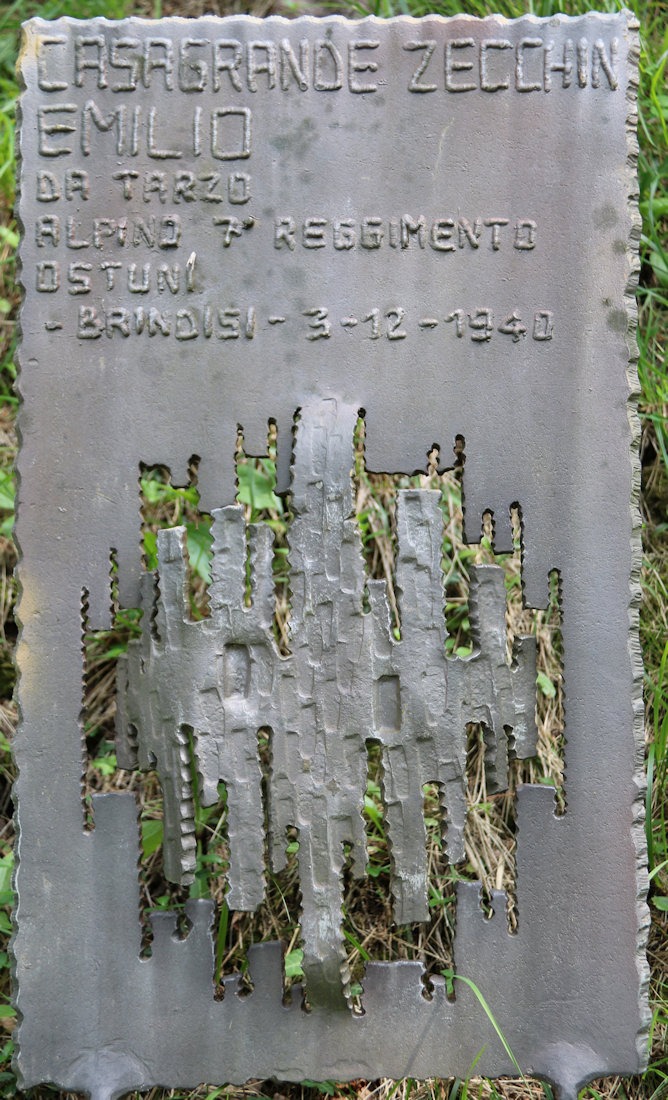 CASAGRANDE ZECCHIN
EMILIO
DA TARZO
ALPINO 7° REGGIMENTO
OSTUNI
- BRINDISI - 3 - 12 - 1940